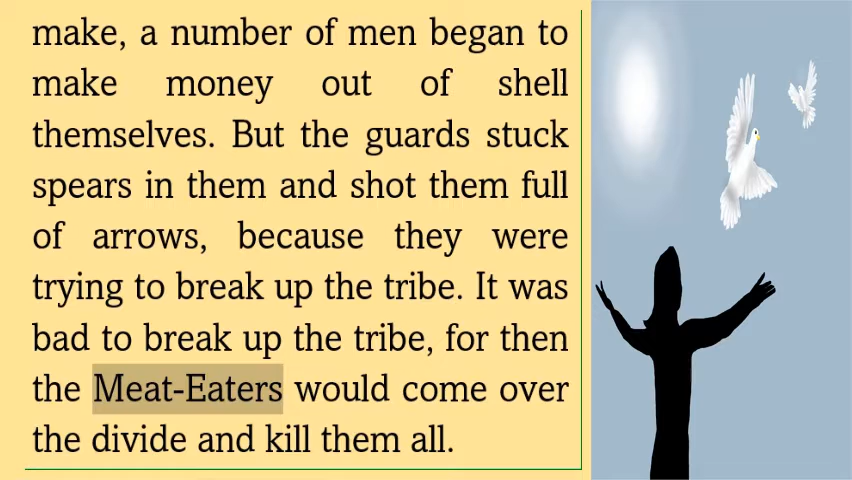 make, a number of men began to
make money out of shell
themselves. But the guards stuck
spears in them and shot them full
of arrows, because they were
trying to break up the tribe. It was
bad to break up the tribe, for then
the Meat-Eaters would come over
the divide and kill them all.